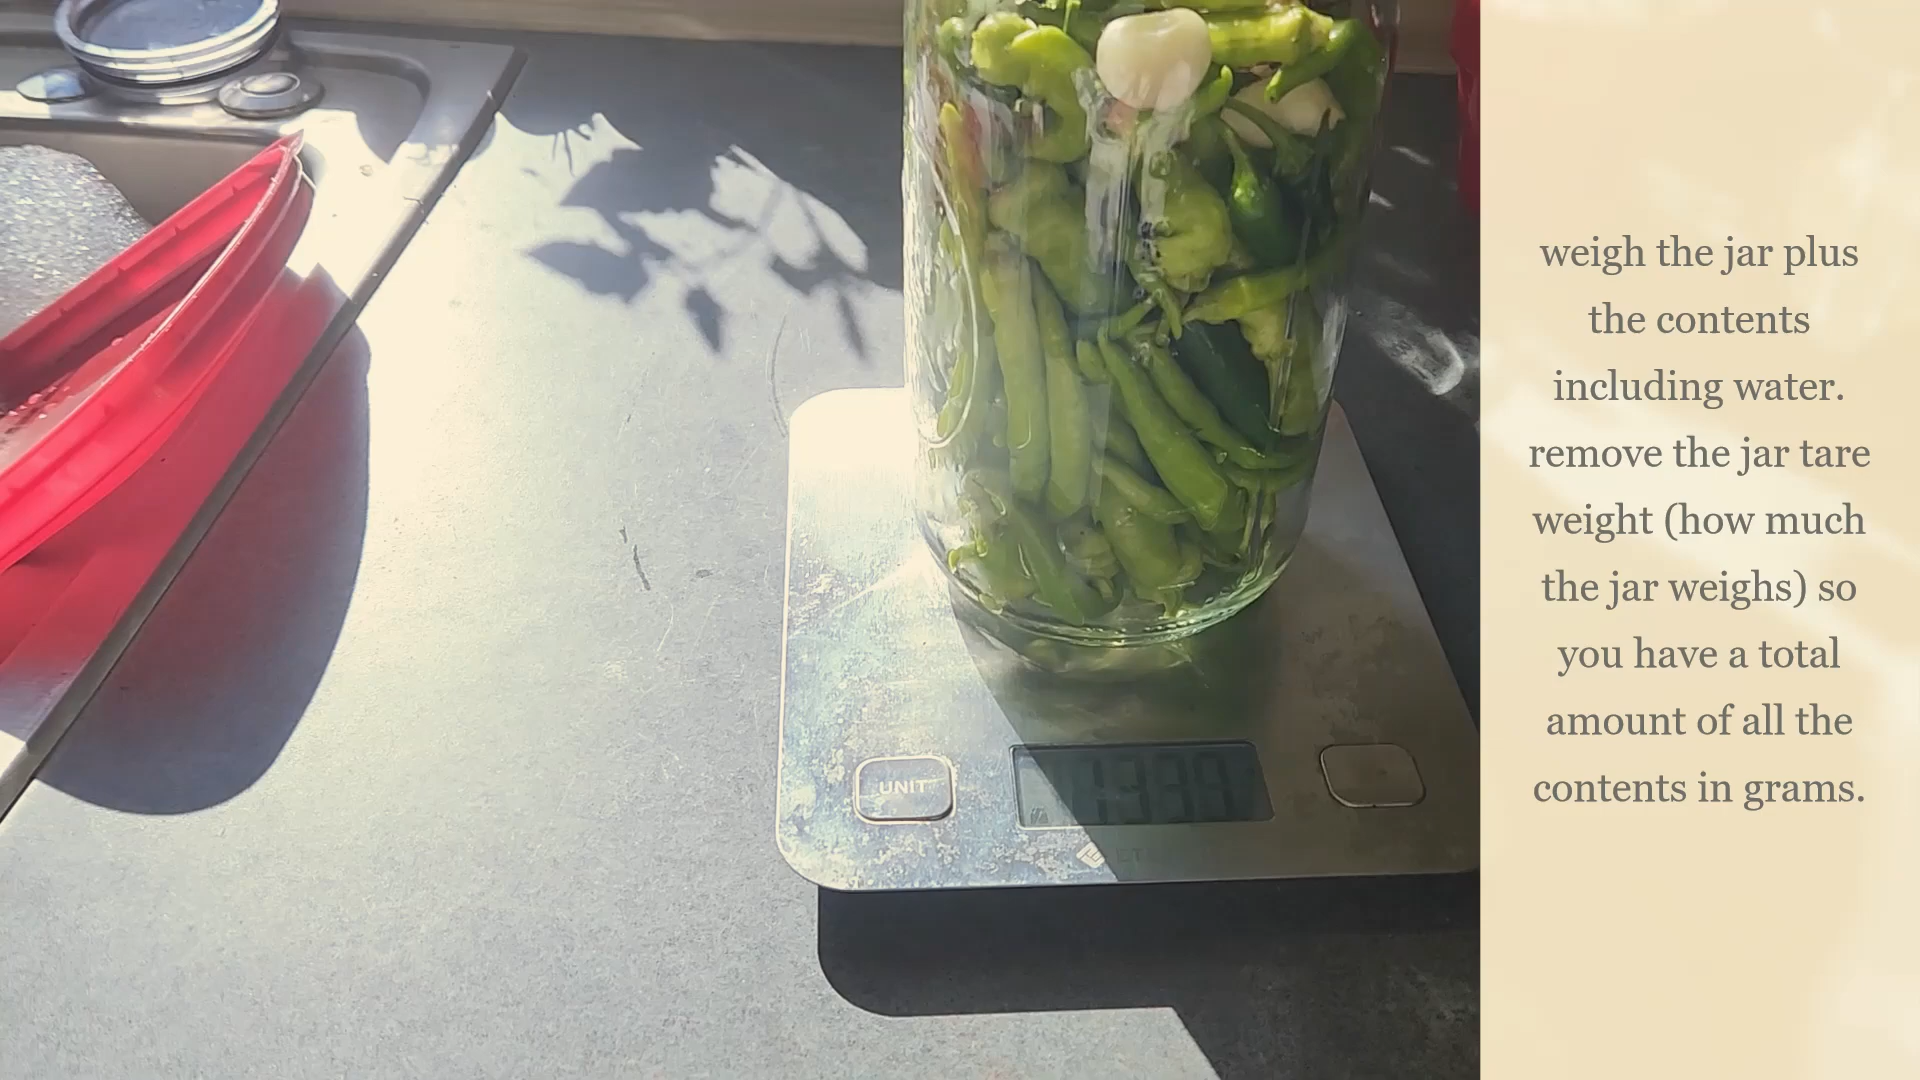 weigh the jar plus
the contents
including water.
remove the jar tare
weight (how much
the jar weighs) so
you have a total
amount of all the
contents in grams.
UNIT